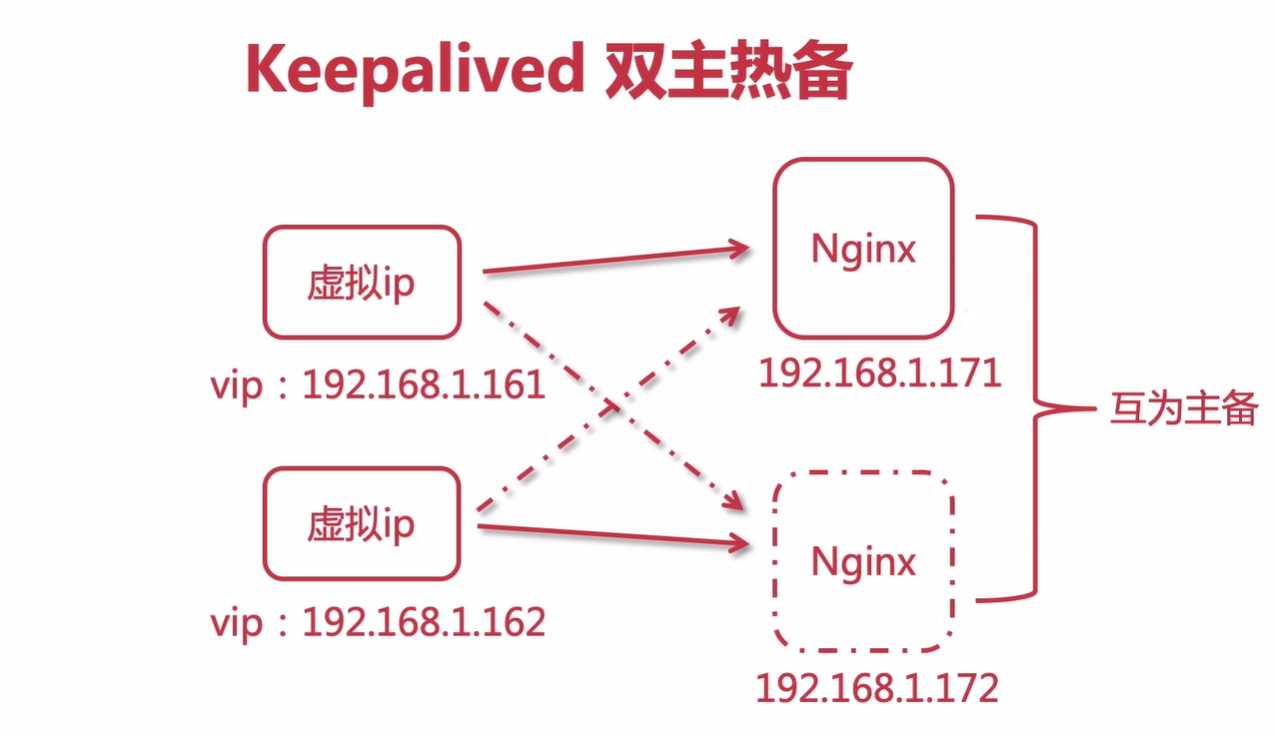 Keepalived 双主热备
虚拟ip
vip：192.168.1.161
虚拟ip
vip：192.168.1.162
Nginx
192.168.1.171
Nginx
192.168.1.172
互为主备